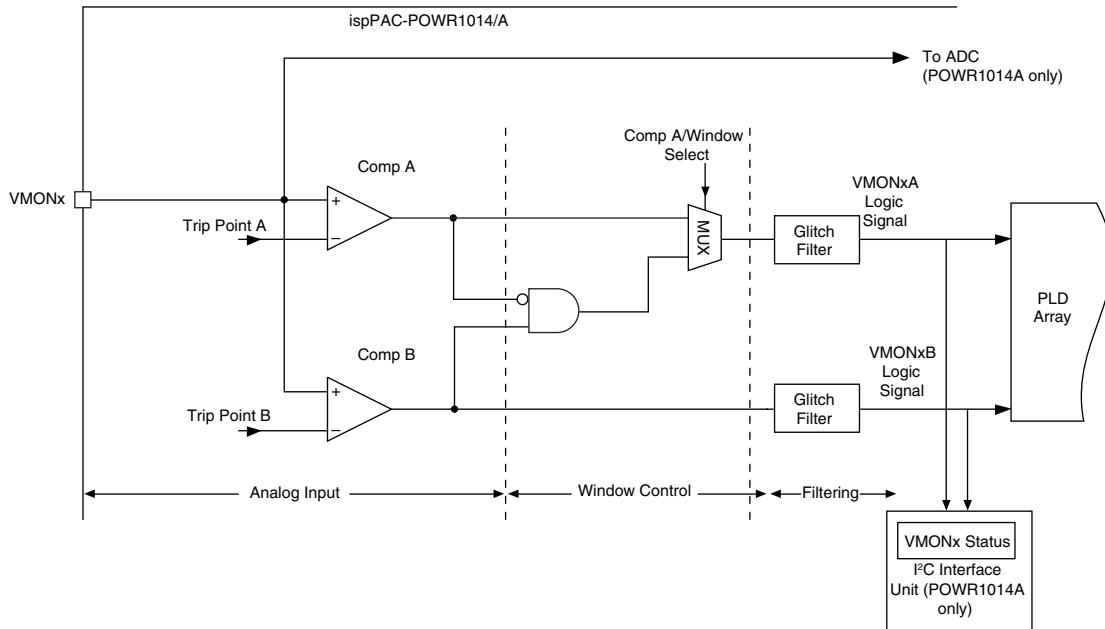 ispPAC-POWR1014/A
To ADC
(POWR1014A only)
Comp A/Window
Select
Comp A
VMONx
Trip Point A
+
–
MUX
VMONxA
Logic
Signal
Glitch
Filter
PLD
Array
Comp B
Trip Point B
+
–
VMONxB
Logic
Signal
Glitch
Filter
Analog Input
Window Control
Filtering
VMONx Status
I²C Interface
Unit (POWR1014A
only)